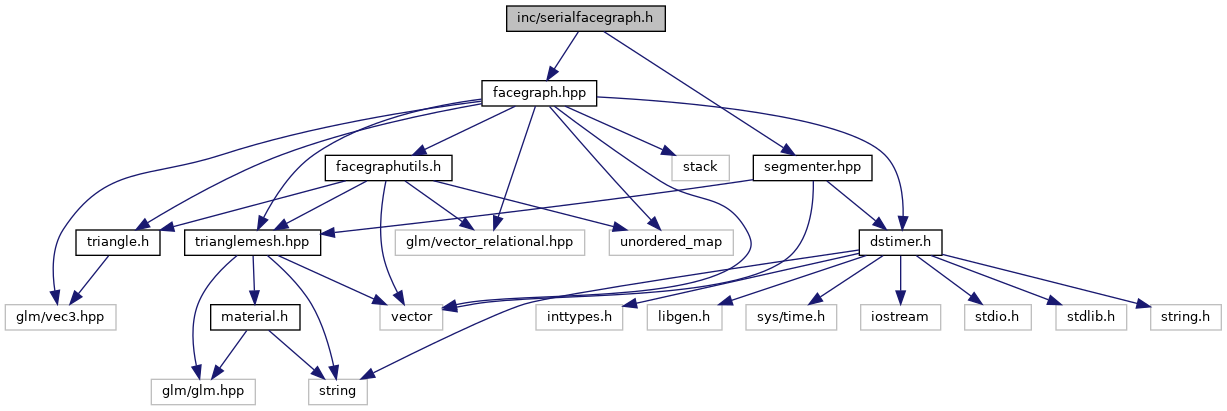 inc/serialfacegraph.h
facegraph.hpp
facegraphutils.h
stack
segmenter.hpp
triangle.h
trianglemesh.hpp
glm/vector_relational.hpp
unordered_map
dstimer.h
glm/vec3.hpp
material.h
vector
inttypes.h
libgen.h
sys/time.h
iostream
stdio.h
stdlib.h
string.h
glm/glm.hpp
string